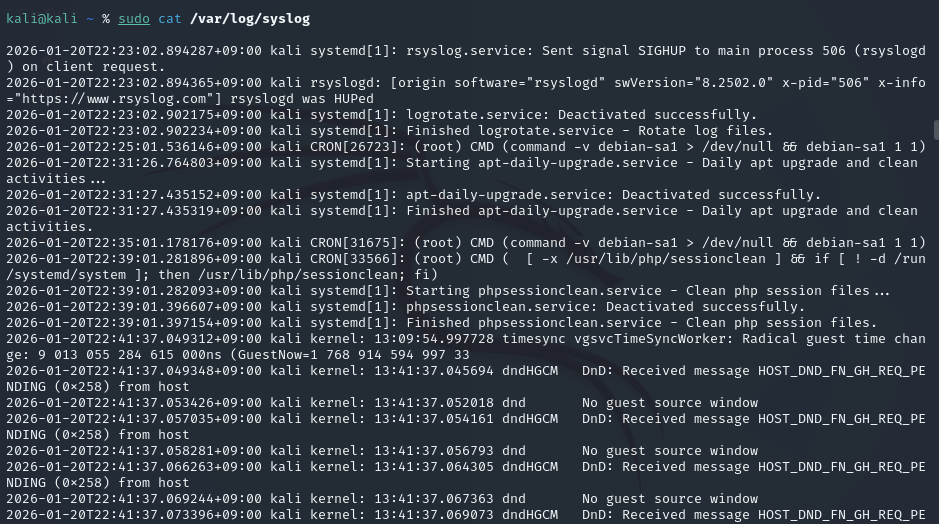 kali@kali ~ % sudo cat /var/log/syslog
2026-01-20T22:23:02.894287+09:00 kali systemd[1]: rsyslog.service: Sent signal SIGHUP to main process 506 (rsyslogd
) on client request.
2026-01-20T22:23:02.894365+09:00 kali rsyslogd: [origin software="rsyslogd" swVersion="8.2502.0" x-pid="506" x-info
="https://www.rsyslog.com"] rsyslogd was HUPed
2026-01-20T22:23:02.902175+09:00 kali systemd[1]: logrotate.service: Deactivated successfully.
2026-01-20T22:23:02.902234+09:00 kali systemd[1]: Finished logrotate.service - Rotate log files.
2026-01-20T22:25:01.536146+09:00 kali CRON[26723]: (root) CMD (command -v debian-sa1 > /dev/null && debian-sa1 1 1)
2026-01-20T22:31:26.764803+09:00 kali systemd[1]: Starting apt-daily-upgrade.service - Daily apt upgrade and clean
activities...
2026-01-20T22:31:27.435152+09:00 kali systemd[1]: apt-daily-upgrade.service: Deactivated successfully.
2026-01-20T22:31:27.435319+09:00 kali systemd[1]: Finished apt-daily-upgrade.service - Daily apt upgrade and clean
activities.
2026-01-20T22:35:01.178176+09:00 kali CRON[31675]: (root) CMD (command -v debian-sa1 > /dev/null && debian-sa1 1 1)
2026-01-20T22:39:01.281896+09:00 kali CRON[33566]: (root) CMD (  [ -x /usr/lib/php/sessionclean ] && if [ ! -d /run
/systemd/system ]; then /usr/lib/php/sessionclean; fi)
2026-01-20T22:39:01.282093+09:00 kali systemd[1]: Starting phpsessionclean.service - Clean php session files...
2026-01-20T22:39:01.396607+09:00 kali systemd[1]: phpsessionclean.service: Deactivated successfully.
2026-01-20T22:39:01.397154+09:00 kali systemd[1]: Finished phpsessionclean.service - Clean php session files.
2026-01-20T22:41:37.049312+09:00 kali kernel: 13:09:54.997728 timesync vgsvcTimeSyncWorker: Radical guest time chan
ge: 9 013 055 284 615 000ns (GuestNow=1 768 914 594 997 33
2026-01-20T22:41:37.049348+09:00 kali kernel: 13:41:37.045694 dndHGCM   DnD: Received message HOST_DND_FN_GH_REQ_PE
NDING (0×258) from host
2026-01-20T22:41:37.053426+09:00 kali kernel: 13:41:37.052018 dnd       No guest source window
2026-01-20T22:41:37.057035+09:00 kali kernel: 13:41:37.054161 dndHGCM   DnD: Received message HOST_DND_FN_GH_REQ_PE
NDING (0×258) from host
2026-01-20T22:41:37.058281+09:00 kali kernel: 13:41:37.056793 dnd       No guest source window
2026-01-20T22:41:37.066263+09:00 kali kernel: 13:41:37.064305 dndHGCM   DnD: Received message HOST_DND_FN_GH_REQ_PE
NDING (0×258) from host
2026-01-20T22:41:37.069244+09:00 kali kernel: 13:41:37.067363 dnd       No guest source window
2026-01-20T22:41:37.073396+09:00 kali kernel: 13:41:37.069073 dndHGCM   DnD: Received message HOST_DND_FN_GH_REQ_PE